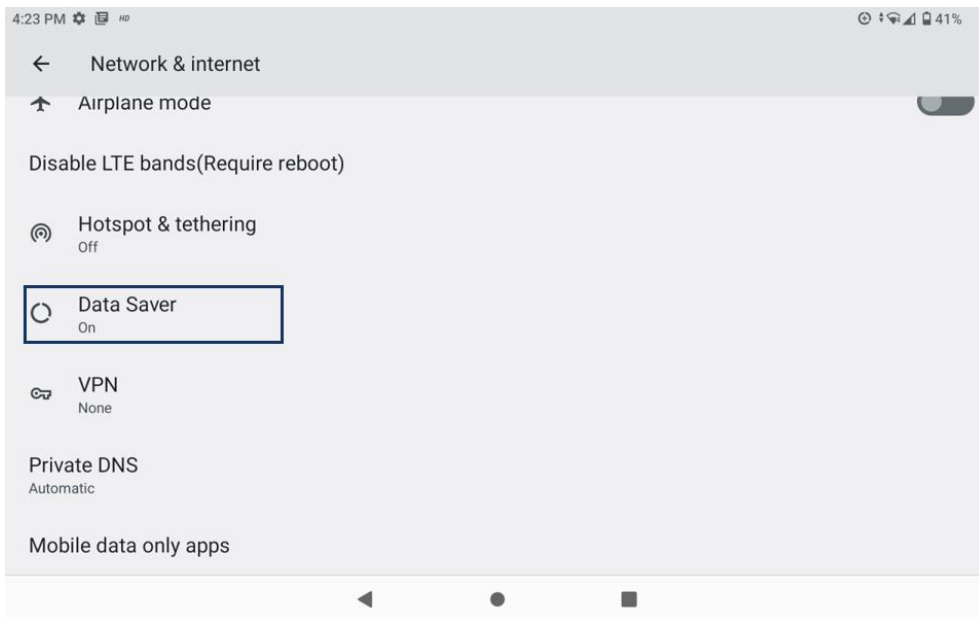 4:23 PM HD 41%
Network & internet
Airplane mode
Disable LTE bands(Require reboot)
Hotspot & tethering
Off
Data Saver
On
VPN
None
Private DNS
Automatic
Mobile data only apps